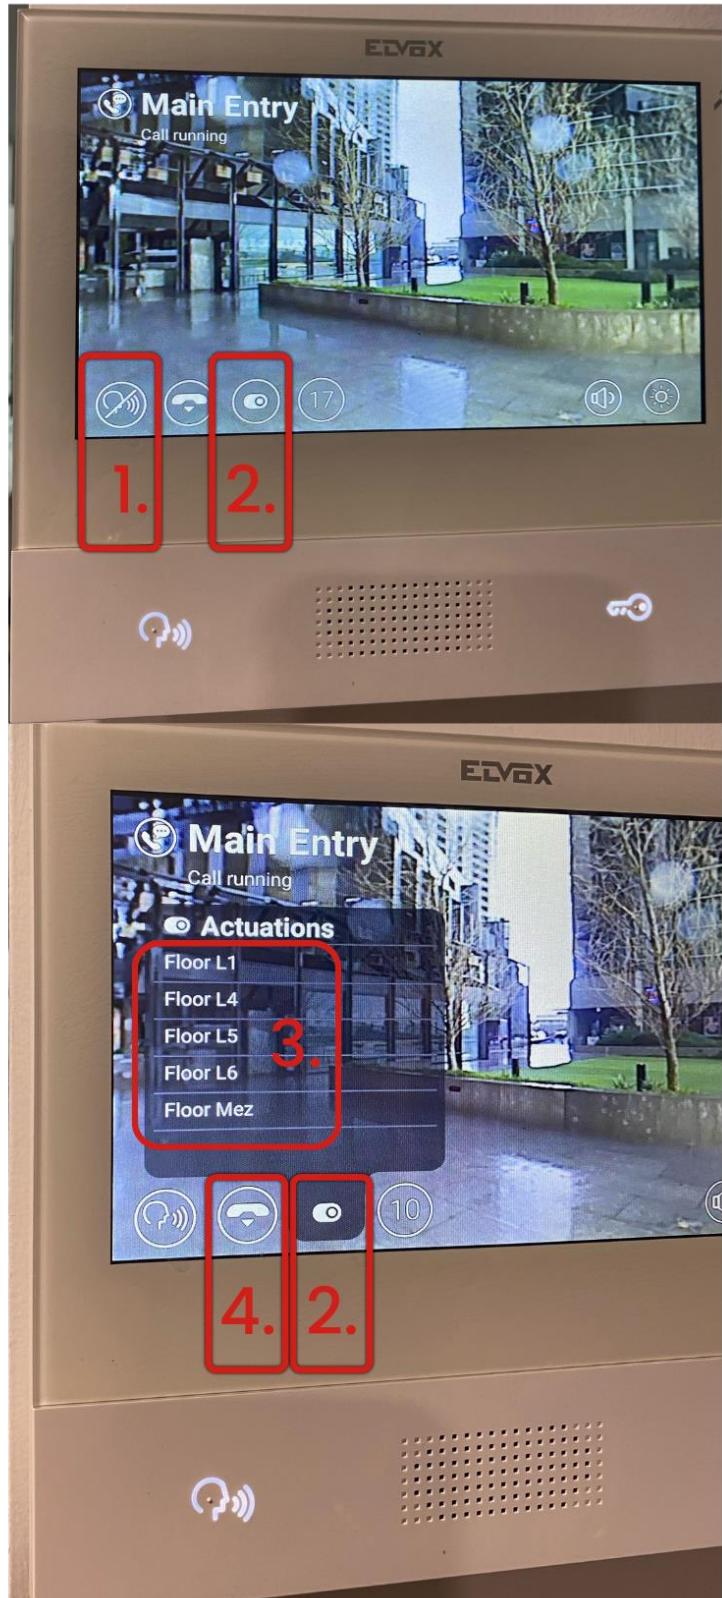 ELVOX
Main Entry
Call running
17
1.
2.
ELVOX
Main Entry
Call running
Actuations
Floor L1
Floor L4
Floor L5
Floor L6
Floor Mez
3.
10
4.
2.